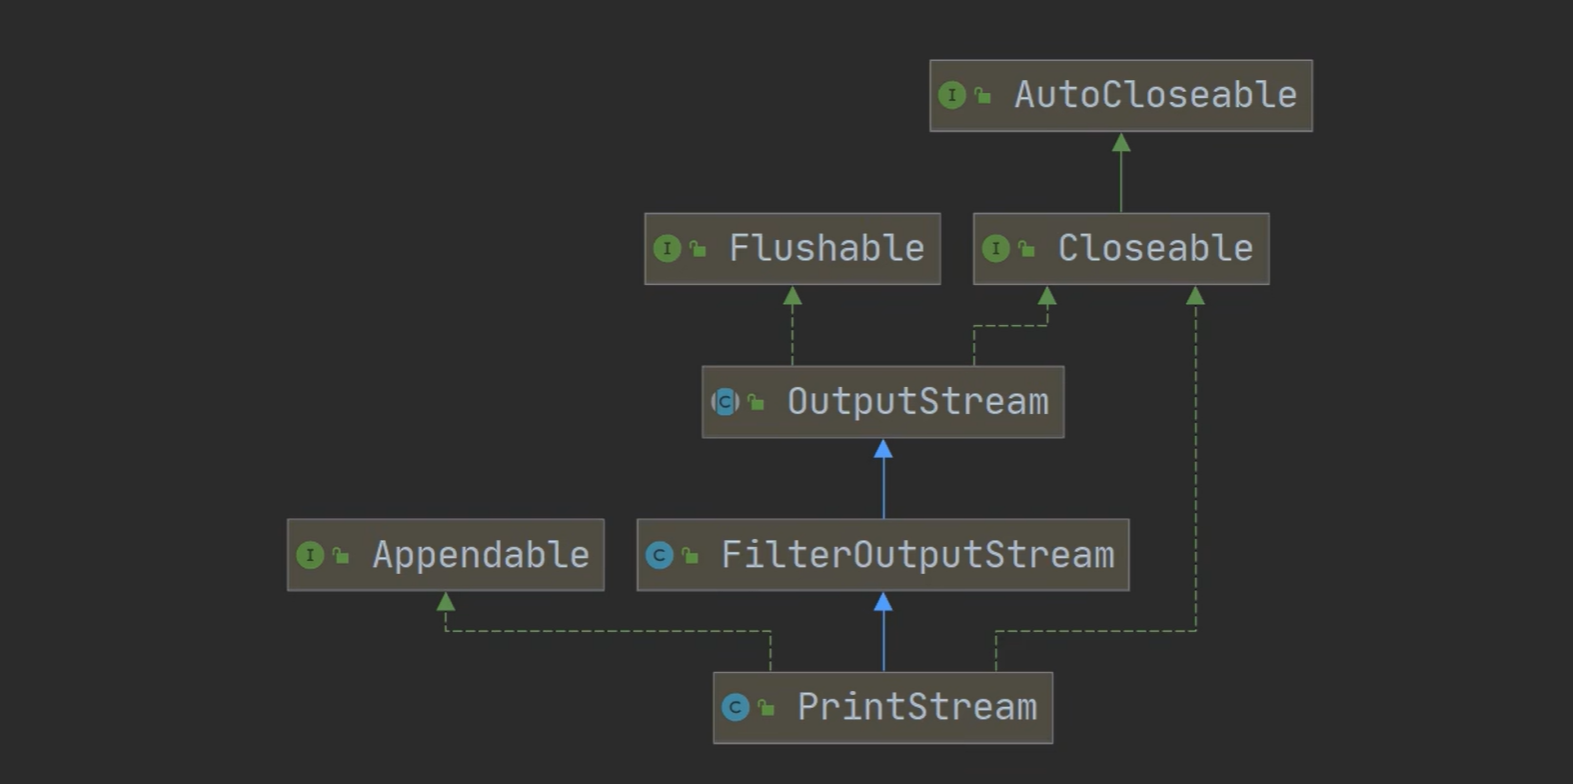 I AutoCloseable
I Flushable
I Closeable
C OutputStream
I Appendable
C FilterOutputStream
C PrintStream